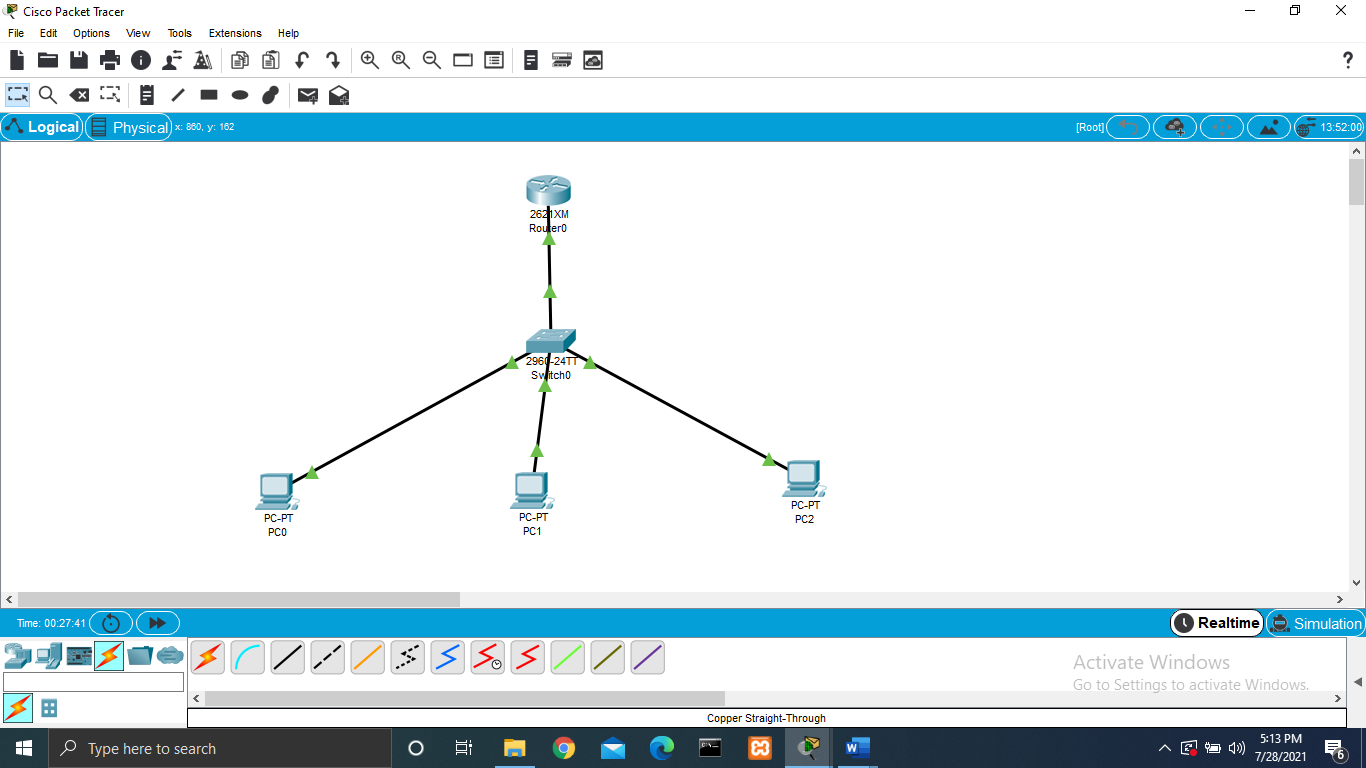 Cisco Packet Tracer
File Edit Options View Tools Extensions Help
Logical Physical x: 860, y: 162 [Root] 13:52:00
2621XM
Router0
2960-24TT
Switch0
PC-PT
PC0
PC-PT
PC1
PC-PT
PC2
Time: 00:27:41 Realtime Simulation
Activate Windows
Go to Settings to activate Windows.
Copper Straight-Through
Type here to search
5:13 PM
7/28/2021
6